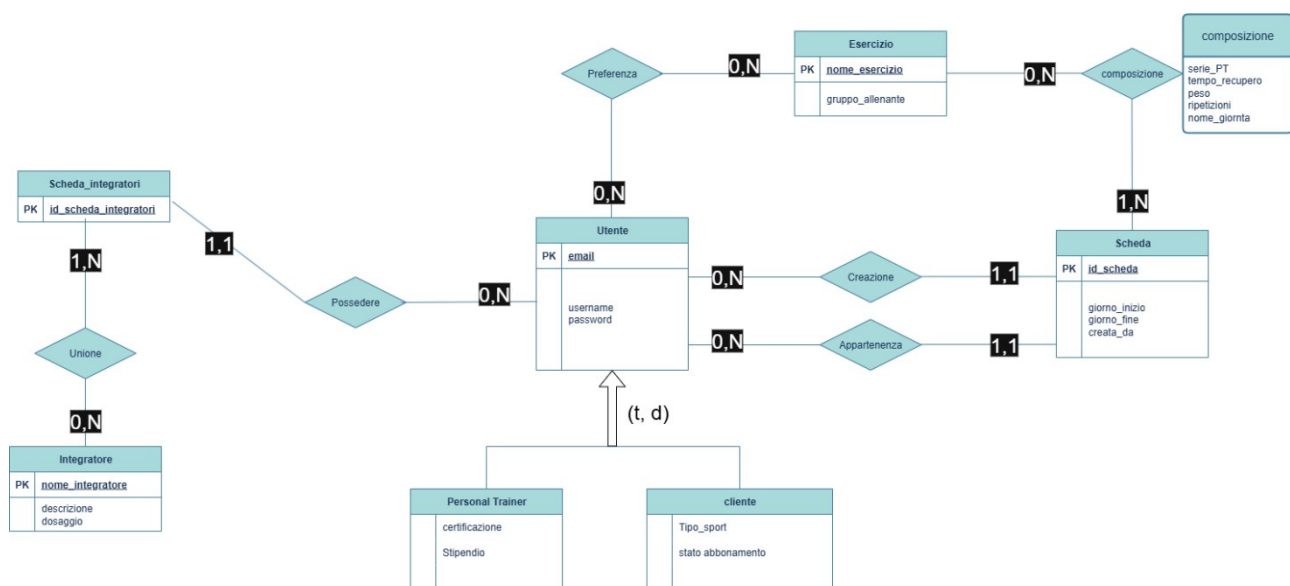 composizione
serie_PT
tempo_recupero
peso
ripetizioni
nome_giornta
Esercizio
PK nome_esercizio
gruppo_allenante
Preferenza
0,N
0,N
composizione
Scheda_integratori
PK id_scheda_integratori
0,N
1,N
Utente
PK email
username
password
Scheda
PK id_scheda
giorno_inizio
giorno_fine
creata_da
1,1
1,N
0,N
Creazione
1,1
Possedere
0,N
0,N
Appartenenza
1,1
Unione
(t, d)
0,N
Integratore
PK nome_integratore
descrizione
dosaggio
Personal Trainer
certificazione
Stipendio
cliente
Tipo_sport
stato abbonamento